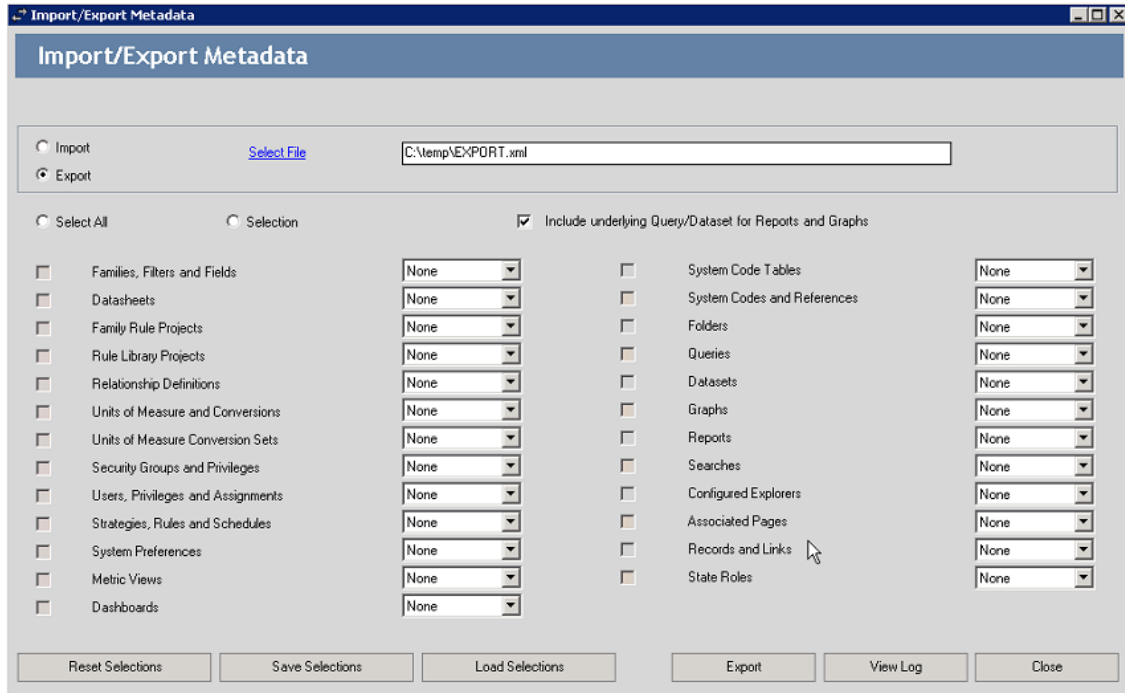 Import/Export Metadata
Import/Export Metadata
Import
Select File
C:\temp\EXPORT.xml
Export
Select All
Selection
Include underlying Query/Dataset for Reports and Graphs
Families, Filters and Fields
None
System Code Tables
None
Datasheets
None
System Codes and References
None
Family Rule Projects
None
Folders
None
Rule Library Projects
None
Queries
None
Relationship Definitions
None
Datasets
None
Units of Measure and Conversions
None
Graphs
None
Units of Measure Conversion Sets
None
Reports
None
Security Groups and Privileges
None
Searches
None
Users, Privileges and Assignments
None
Configured Explorers
None
Strategies, Rules and Schedules
None
Associated Pages
None
System Preferences
None
Records and Links
None
Metric Views
None
State Roles
None
Dashboards
None
Reset Selections
Save Selections
Load Selections
Export
View Log
Close